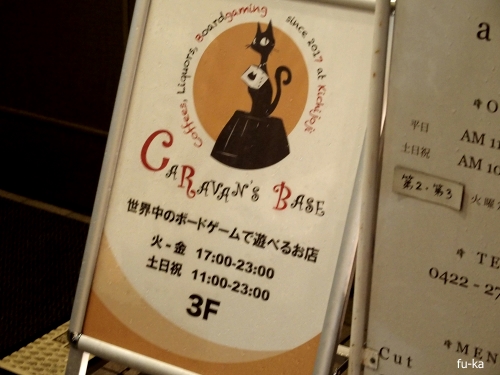 Coffees, Liquors, Boardgaming
since 2017 at Kichijoji
CARAVAN'S BASE
世界中のボードゲームで遊べるお店
火 - 金 17:00-23:00
土日祝 11:00-23:00
3F
a
平日
AM 11
土日祝
AM 10
第2・第3
火曜
TE
0422 - 27
MEN
Cut
fu-ka